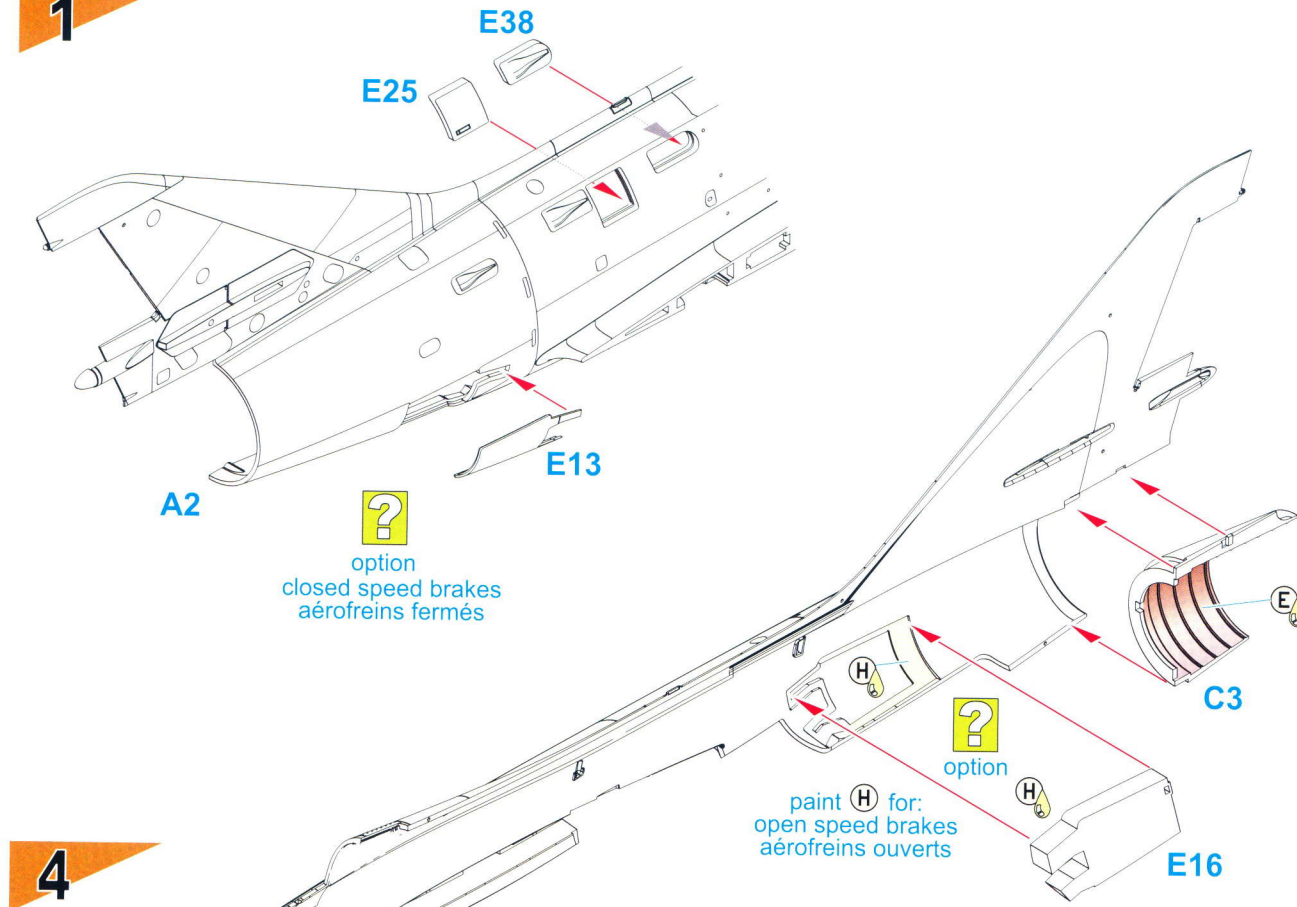 1
E38
E25
E13
A2
?
option
closed speed brakes
aérofreins fermés
E
C3
H
?
option
H
paint H for:
open speed brakes
aérofreins ouverts
E16
4